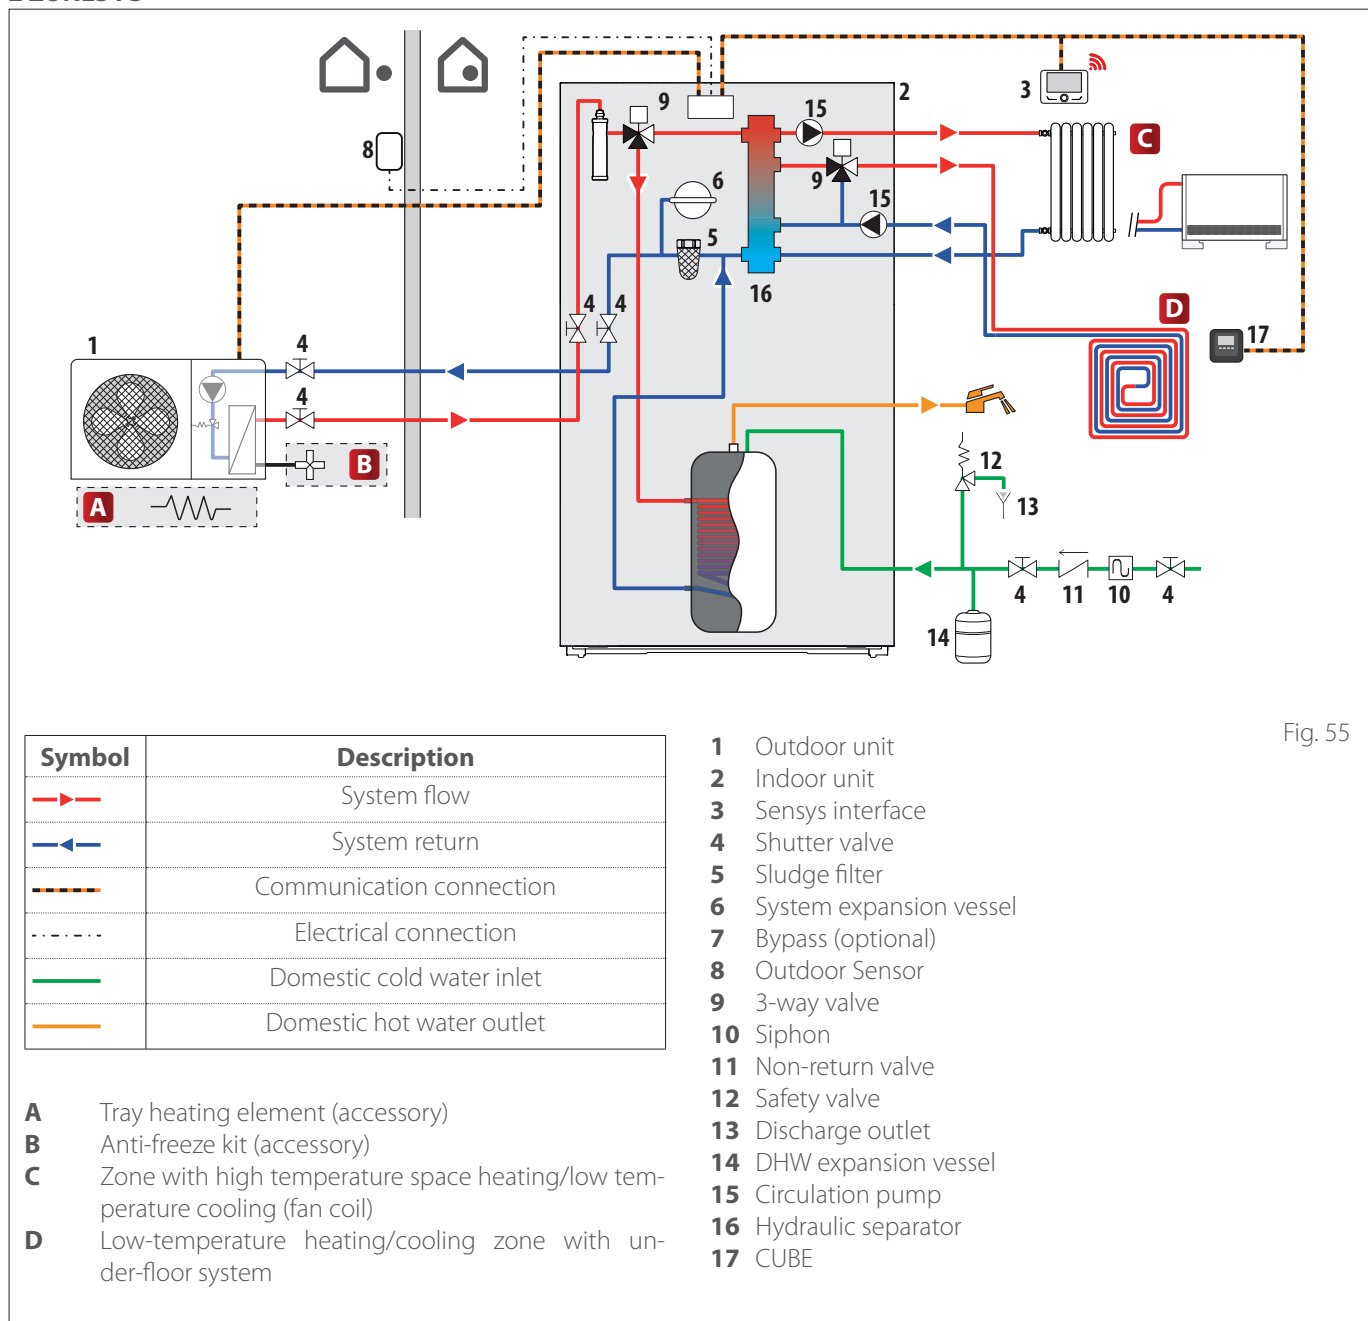 9
15
2
3
C
8
6
9
15
5
16
4
4
D
17
1
4
4
B
A
12
13
4
11
10
4
14
Fig. 55
Symbol Description
System flow
System return
Communication connection
Electrical connection
Domestic cold water inlet
Domestic hot water outlet
A Tray heating element (accessory)
B Anti-freeze kit (accessory)
C Zone with high temperature space heating/low tem-
perature cooling (fan coil)
D Low-temperature heating/cooling zone with un-
der-floor system
1 Outdoor unit
2 Indoor unit
3 Sensys interface
4 Shutter valve
5 Sludge filter
6 System expansion vessel
7 Bypass (optional)
8 Outdoor Sensor
9 3-way valve
10 Siphon
11 Non-return valve
12 Safety valve
13 Discharge outlet
14 DHW expansion vessel
15 Circulation pump
16 Hydraulic separator
17 CUBE